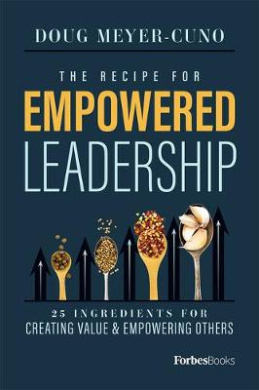 DOUG MEYER-CUNO
THE RECIPE FOR
EMPOWERED
LEADERSHIP
25 INGREDIENTS FOR
CREATING VALUE & EMPOWERING OTHERS
ForbesBooks